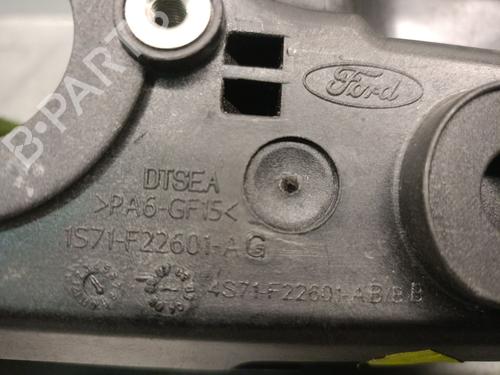 Ford
DTSEA
>PA6-GF15<
1S71-F22601-AG
4S71-F22601-AB/BB
B-PARTS